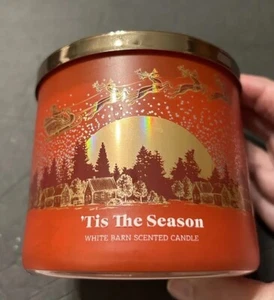 'Tis The Season
WHITE BARN SCENTED CANDLE